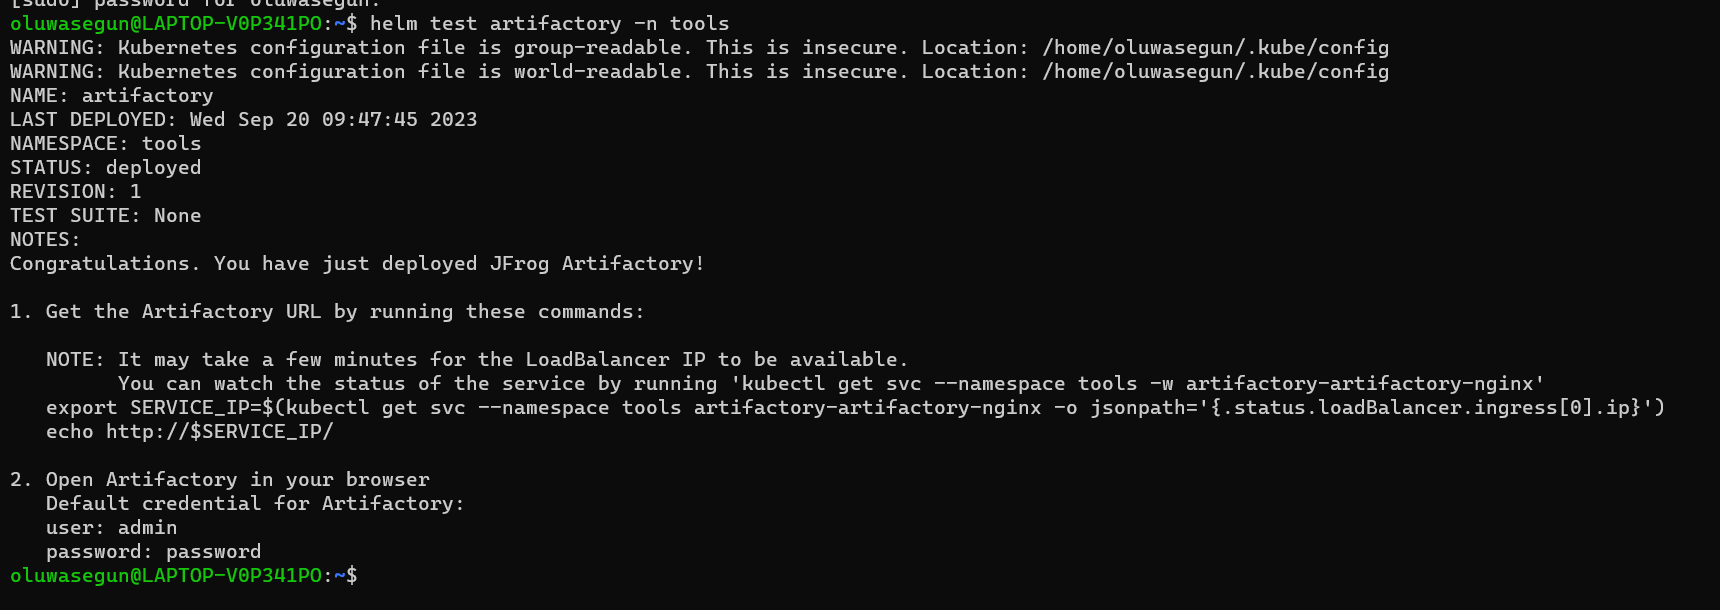 [sudo] password for oluwasegun:
oluwasegun@LAPTOP-V0P341PO:~$ helm test artifactory -n tools
WARNING: Kubernetes configuration file is group-readable. This is insecure. Location: /home/oluwasegun/.kube/config
WARNING: Kubernetes configuration file is world-readable. This is insecure. Location: /home/oluwasegun/.kube/config
NAME: artifactory
LAST DEPLOYED: Wed Sep 20 09:47:45 2023
NAMESPACE: tools
STATUS: deployed
REVISION: 1
TEST SUITE: None
NOTES:
Congratulations. You have just deployed JFrog Artifactory!
1. Get the Artifactory URL by running these commands:
NOTE: It may take a few minutes for the LoadBalancer IP to be available.
You can watch the status of the service by running 'kubectl get svc --namespace tools -w artifactory-artifactory-nginx'
export SERVICE_IP=$(kubectl get svc --namespace tools artifactory-artifactory-nginx -o jsonpath='{.status.loadBalancer.ingress[0].ip}')
echo http://$SERVICE_IP/
2. Open Artifactory in your browser
Default credential for Artifactory:
user: admin
password: password
oluwasegun@LAPTOP-V0P341PO:~$